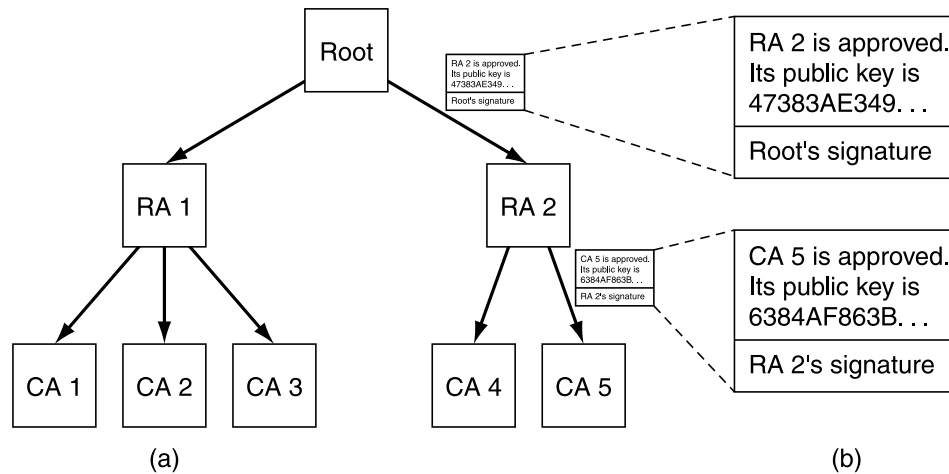 Root
RA 2 is approved.
Its public key is
47383AE349. . .
Root's signature
RA 2 is approved.
Its public key is
47383AE349. . .
Root's signature
RA 1
RA 2
CA 5 is approved.
Its public key is
6384AF863B. . .
RA 2's signature
CA 5 is approved.
Its public key is
6384AF863B. . .
RA 2's signature
CA 1
CA 2
CA 3
CA 4
CA 5
(a)
(b)